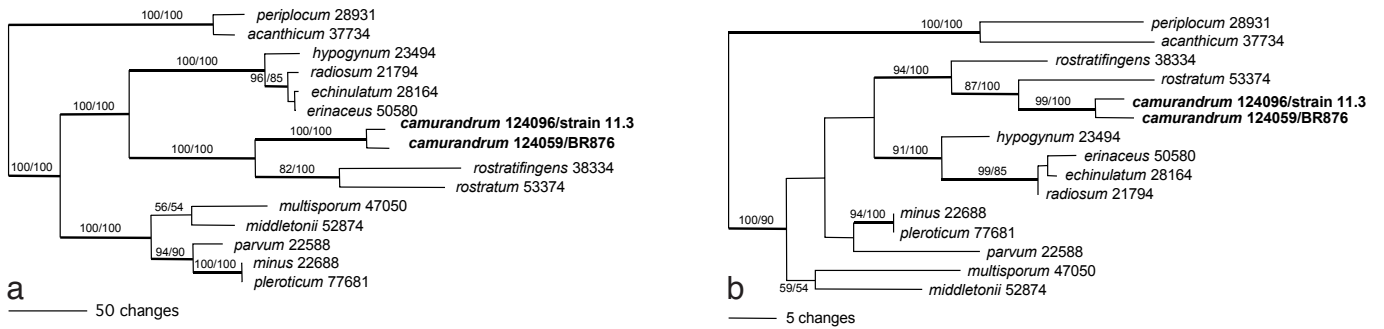 100/100
periplocum 28931
acanthicum 37734
hypogynum 23494
100/100
96/85
radiosum 21794
echinulatum 28164
erinaceus 50580
100/100
camurandrum 124096/strain 11.3
100/100
camurandrum 124059/BR876
100/100
82/100
rostratifingens 38334
100/100
rostratum 53374
56/54
multisporum 47050
middletonii 52874
100/100
94/90
parvum 22588
100/100
minus 22688
pleroticum 77681
a
50 changes
100/100
periplocum 28931
acanthicum 37734
rostratifingens 38334
94/100
87/100
rostratum 53374
99/100
camurandrum 124096/strain 11.3
camurandrum 124059/BR876
hypogynum 23494
91/100
99/85
erinaceus 50580
echinulatum 28164
radiosum 21794
94/100
minus 22688
100/90
pleroticum 77681
parvum 22588
multisporum 47050
59/54
middletonii 52874
b
5 changes